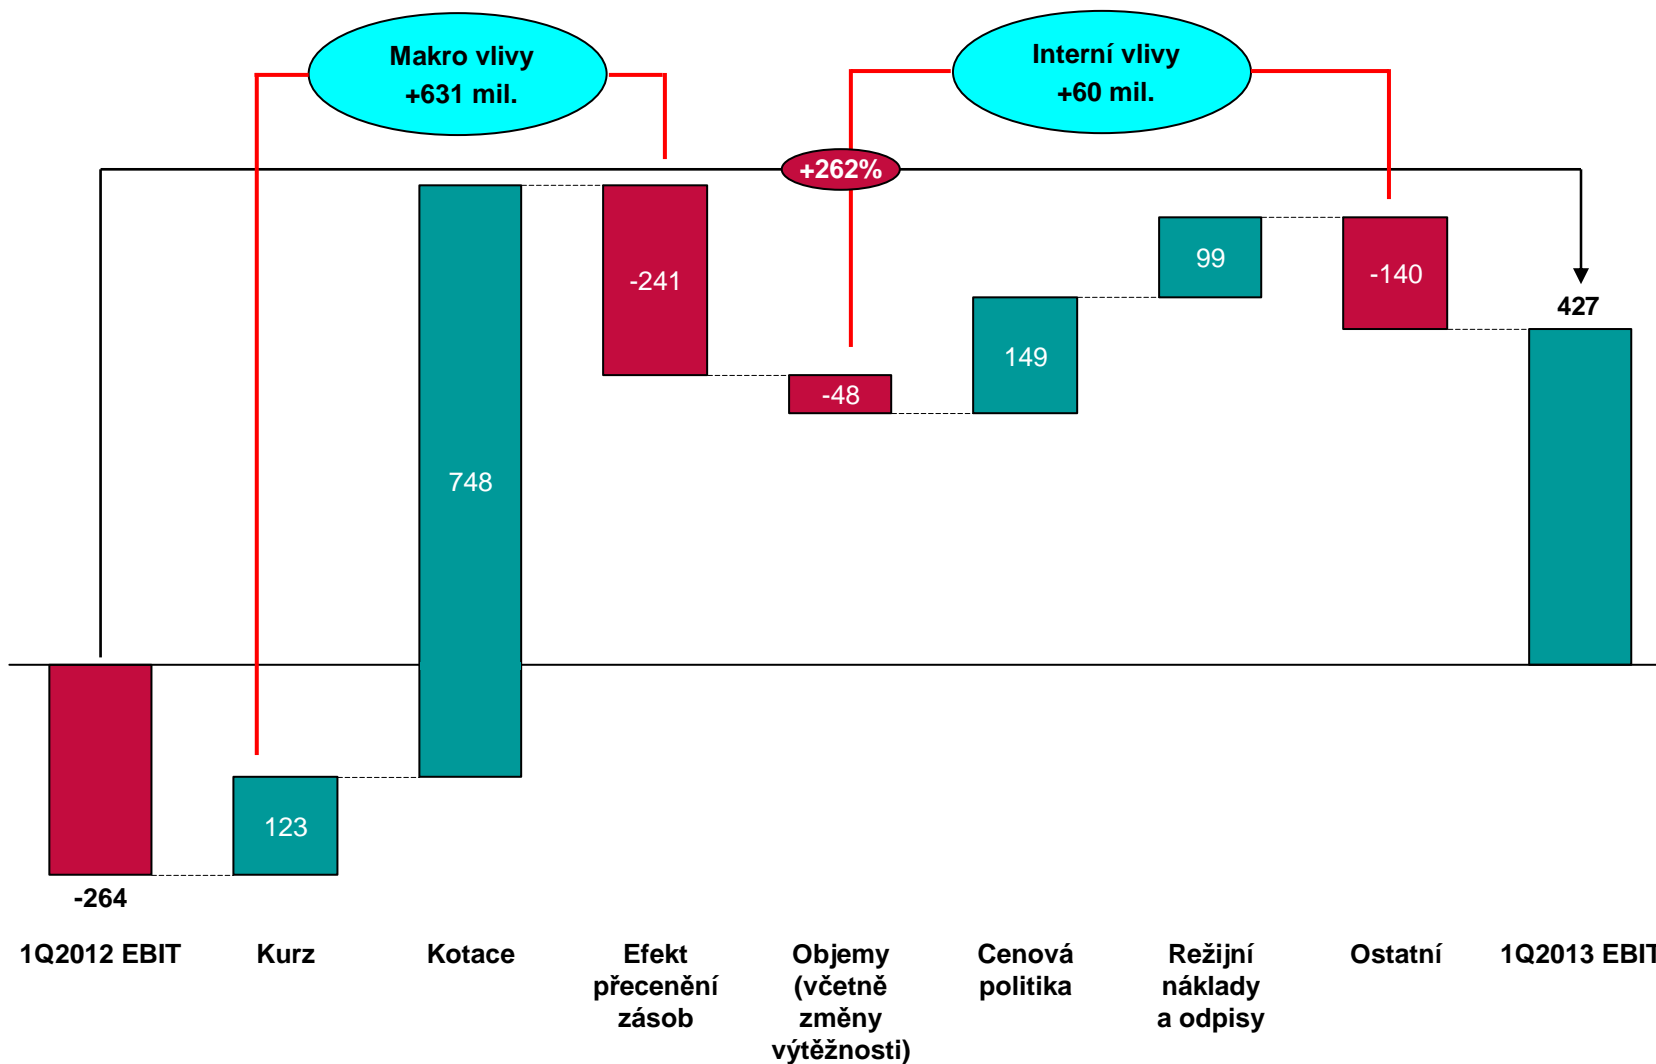 Makro vlivy
+631 mil.
Interní vlivy
+60 mil.
+262%
-241
-48
149
99
-140
427
748
123
-264
1Q2012 EBIT
Kurz
Kotace
Efekt
přecenění
zásob
Objemy
(včetně
změny
výtěžnosti)
Cenová
politika
Režijní
náklady
a odpisy
Ostatní
1Q2013 EBIT